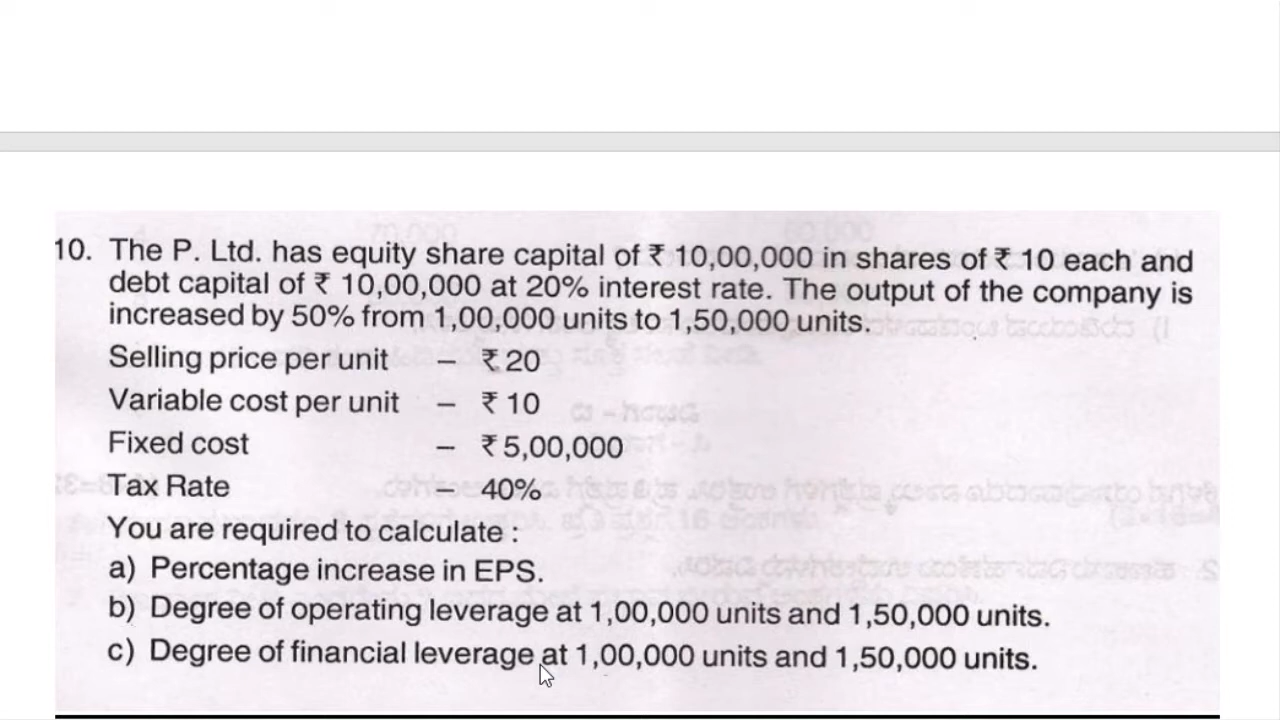 10. The P. Ltd. has equity share capital of ₹ 10,00,000 in shares of ₹ 10 each and
debt capital of ₹ 10,00,000 at 20% interest rate. The output of the company is
increased by 50% from 1,00,000 units to 1,50,000 units.
Selling price per unit – ₹ 20
Variable cost per unit – ₹ 10
Fixed cost – ₹ 5,00,000
Tax Rate – 40%
You are required to calculate :
a) Percentage increase in EPS.
b) Degree of operating leverage at 1,00,000 units and 1,50,000 units.
c) Degree of financial leverage at 1,00,000 units and 1,50,000 units.